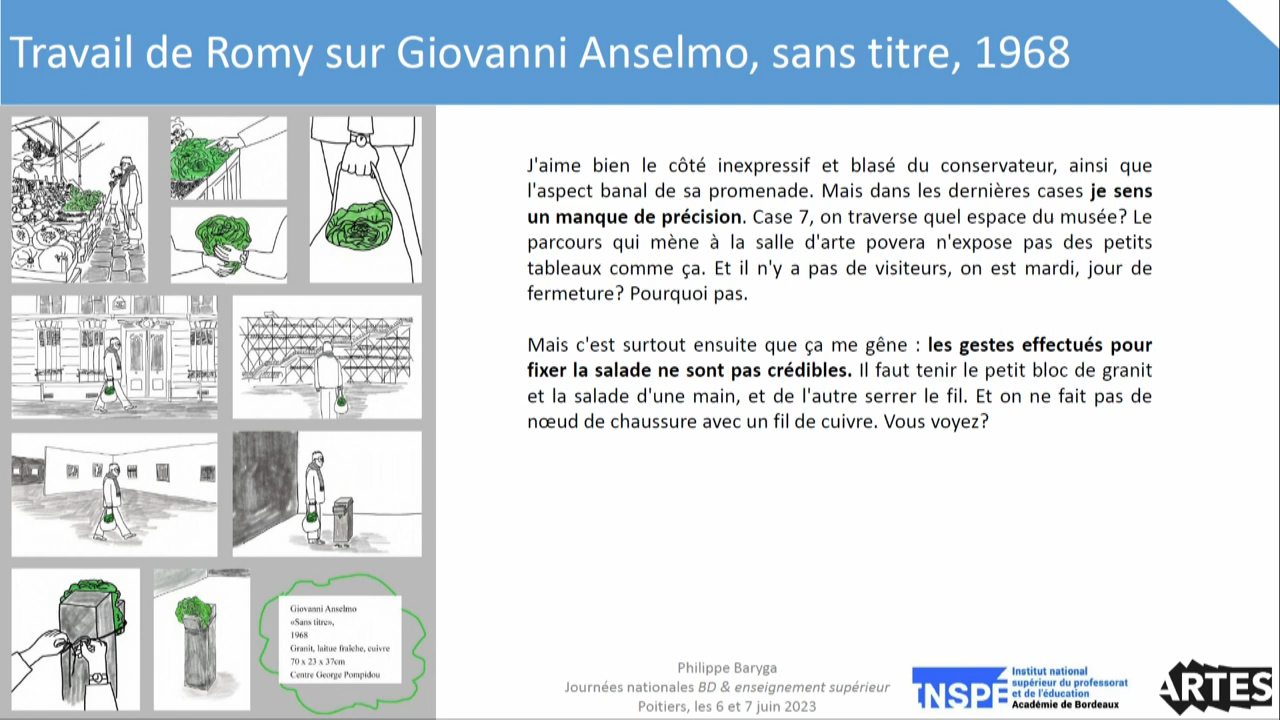 Travail de Romy sur Giovanni Anselmo, sans titre, 1968
J'aime bien le côté inexpressif et blasé du conservateur, ainsi que
l'aspect banal de sa promenade. Mais dans les dernières cases je sens
un manque de précision. Case 7, on traverse quel espace du musée? Le
parcours qui mène à la salle d'arte povera n'expose pas des petits
tableaux comme ça. Et il n'y a pas de visiteurs, on est mardi, jour de
fermeture? Pourquoi pas.
Mais c'est surtout ensuite que ça me gêne : les gestes effectués pour
fixer la salade ne sont pas crédibles. Il faut tenir le petit bloc de granit
et la salade d'une main, et de l'autre serrer le fil. Et on ne fait pas de
nœud de chaussure avec un fil de cuivre. Vous voyez?
Giovanni Anselmo
«Sans titre»,
1968
Granit, laitue fraîche, cuivre
70 x 23 x 37cm
Centre George Pompidou
Philippe Baryga
Journées nationales BD & enseignement supérieur
Poitiers, les 6 et 7 juin 2023
INSPÉ
Institut national
supérieur du professorat
et de l'éducation
Académie de Bordeaux
ARTES